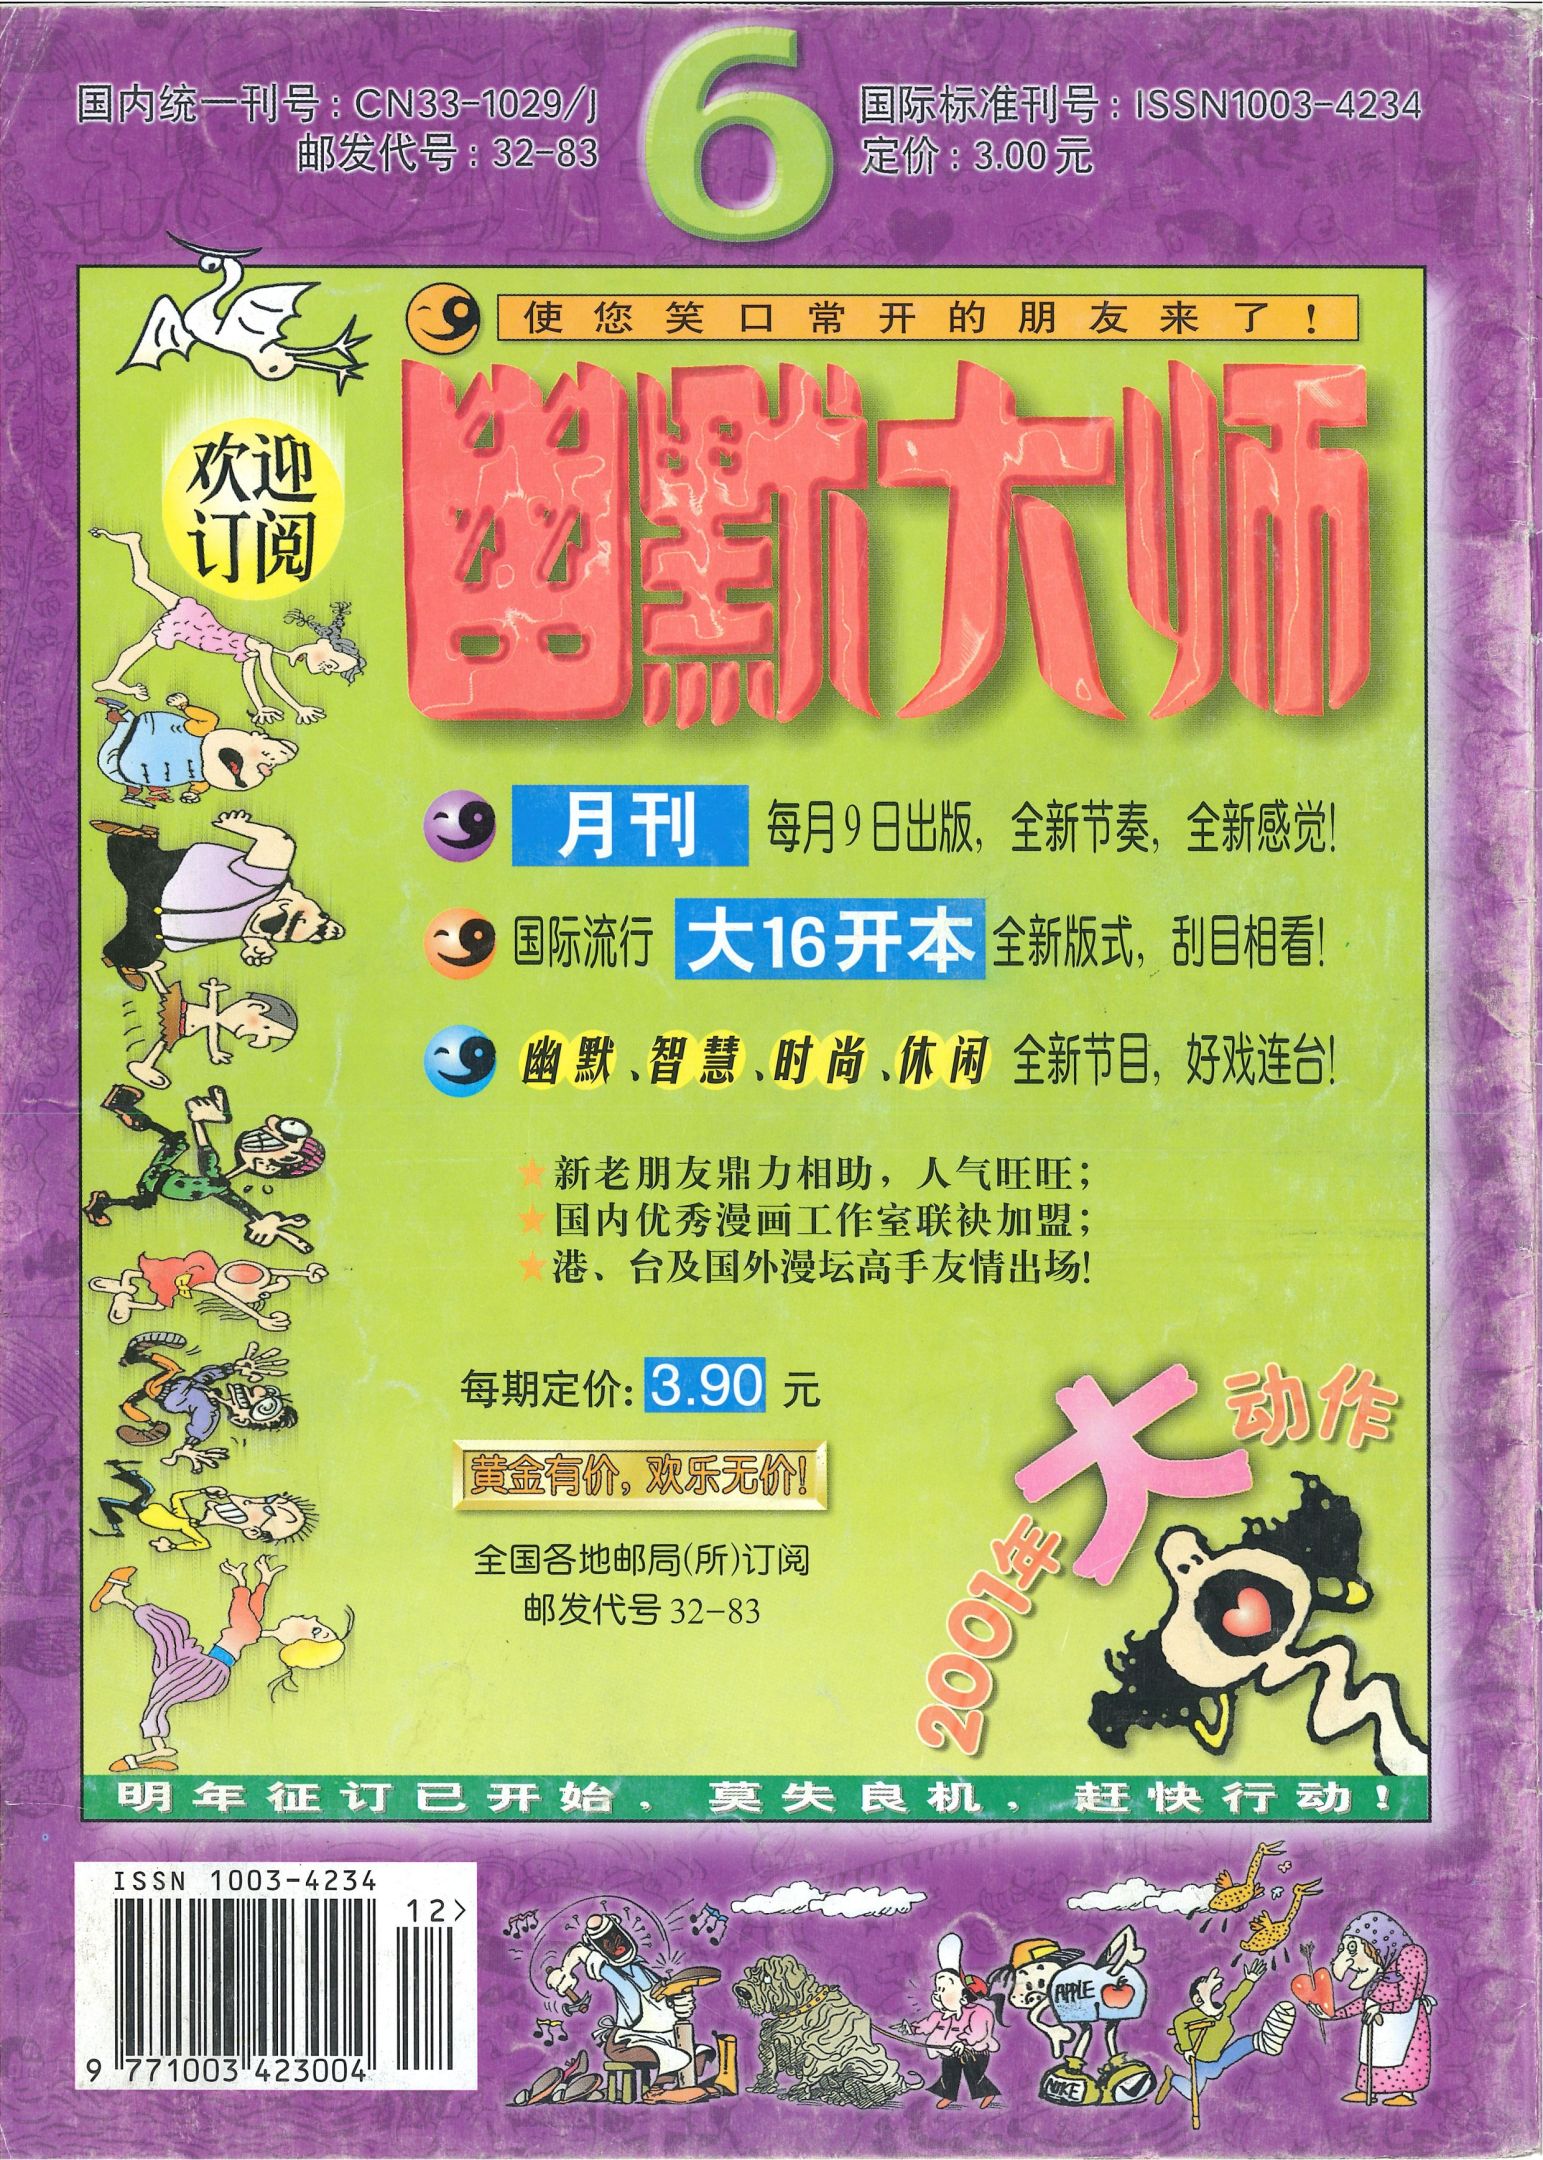 国内统一刊号：CN33-1029/J
邮发代号：32-83
6
国际标准刊号：ISSN1003-4234
定价：3.00元
使您笑口常开的朋友来了！
欢迎
订阅
幽默大师
月刊 每月9日出版，全新节奏，全新感觉！
国际流行 大16开本 全新版式，刮目相看！
幽默、智慧、时尚、休闲 全新节目，好戏连台！
★新老朋友鼎力相助，人气旺旺；
★国内优秀漫画工作室联袂加盟；
★港、台及国外漫坛高手友情出场！
每期定价：3.90 元
黄金有价，欢乐无价！
全国各地邮局(所)订阅
邮发代号 32-83
2001年大动作
明年征订已开始，莫失良机，赶快行动！
ISSN 1003-4234
12>
9 771003 423004
APPLE
NIKE